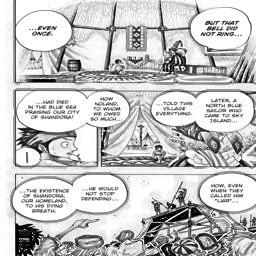 BUT THAT
BELL DID
NOT RING...
...EVEN
ONCE.
LATER, A
NORTH BLUE
SAILOR WHO
CAME TO SKY
ISLAND...
...TOLD THIS
VILLAGE
EVERYTHING.
HOW
NOLAND,
TO WHOM
WE OWED
SO MUCH...
...HAD DIED
IN THE BLUE SEA
PRAISING OUR CITY
OF SHANDORA!
HOW, EVEN
WHEN THEY
CALLED HIM
"LIAR"...
...HE WOULD
NOT STOP
DEFENDING...
...THE EXISTENCE
OF SHANDORA,
OUR HOMELAND,
TO HIS DYING
BREATH.